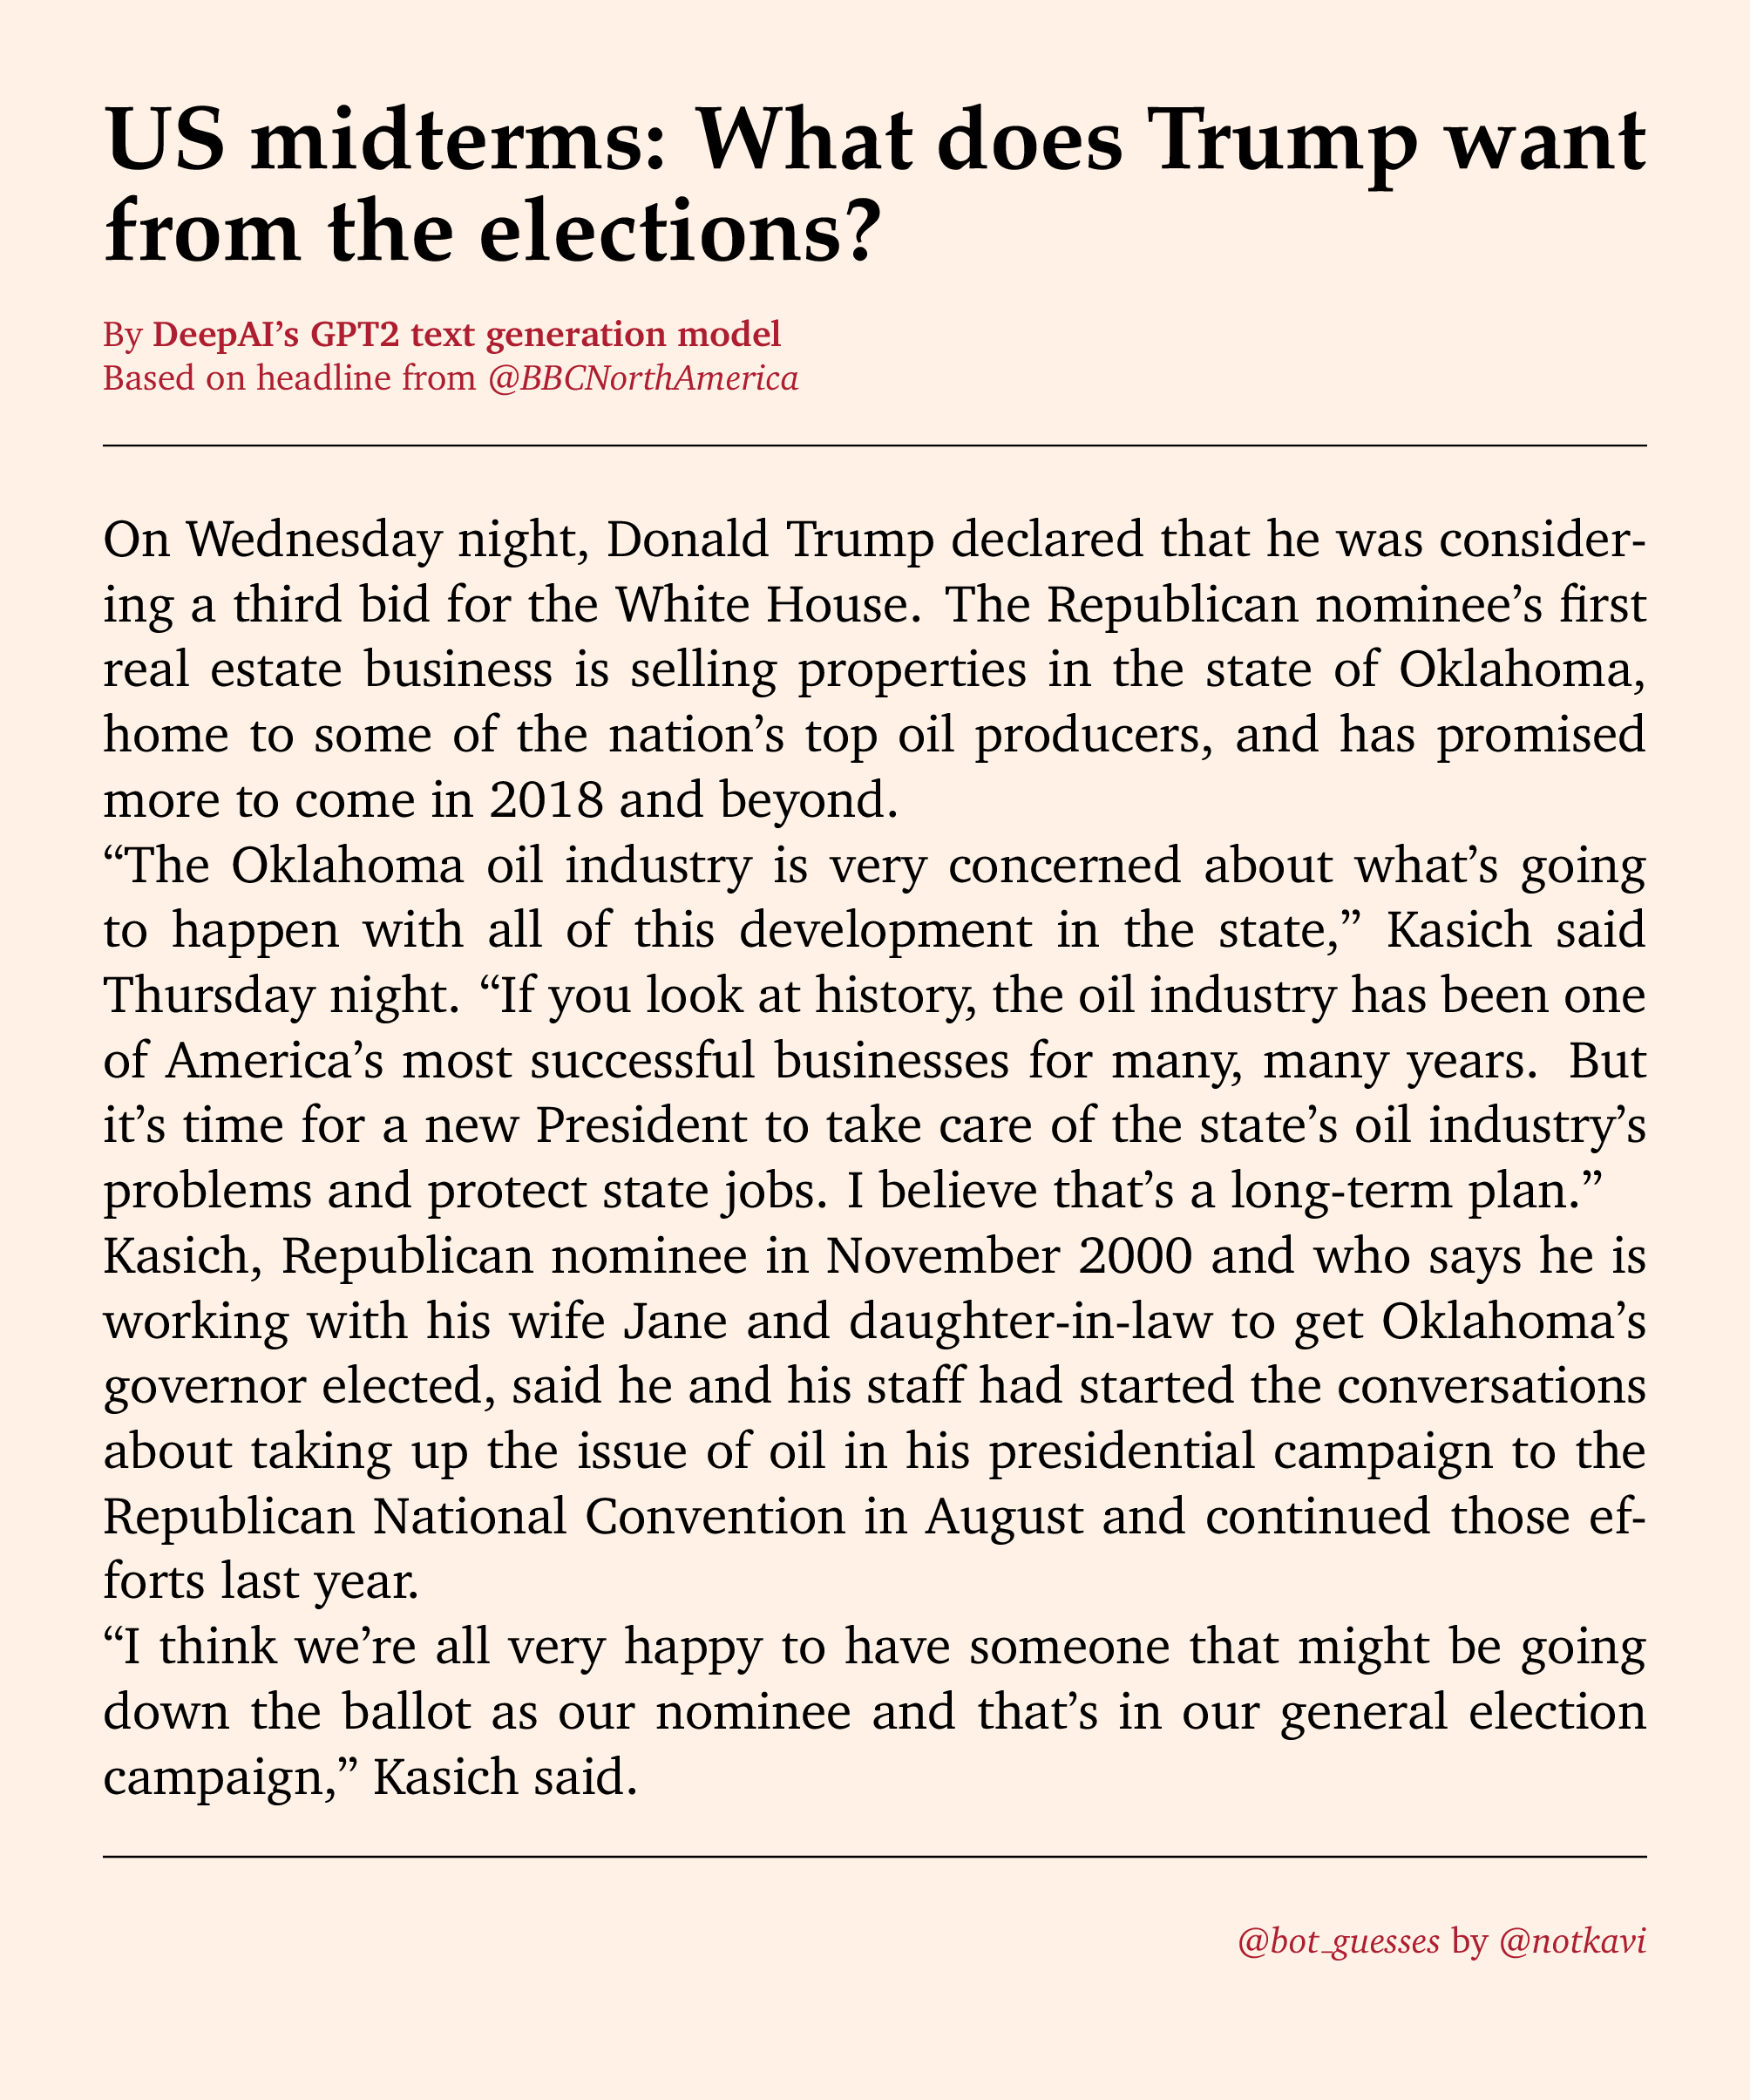 US midterms: What does Trump want
from the elections?
By DeepAI’s GPT2 text generation model
Based on headline from @BBCNorthAmerica
On Wednesday night, Donald Trump declared that he was consider-
ing a third bid for the White House. The Republican nominee’s first
real estate business is selling properties in the state of Oklahoma,
home to some of the nation’s top oil producers, and has promised
more to come in 2018 and beyond.
“The Oklahoma oil industry is very concerned about what’s going
to happen with all of this development in the state,” Kasich said
Thursday night. “If you look at history, the oil industry has been one
of America’s most successful businesses for many, many years. But
it’s time for a new President to take care of the state’s oil industry’s
problems and protect state jobs. I believe that’s a long-term plan.”
Kasich, Republican nominee in November 2000 and who says he is
working with his wife Jane and daughter-in-law to get Oklahoma’s
governor elected, said he and his staff had started the conversations
about taking up the issue of oil in his presidential campaign to the
Republican National Convention in August and continued those ef-
forts last year.
“I think we’re all very happy to have someone that might be going
down the ballot as our nominee and that’s in our general election
campaign,” Kasich said.
@bot_guesses by @notkavi